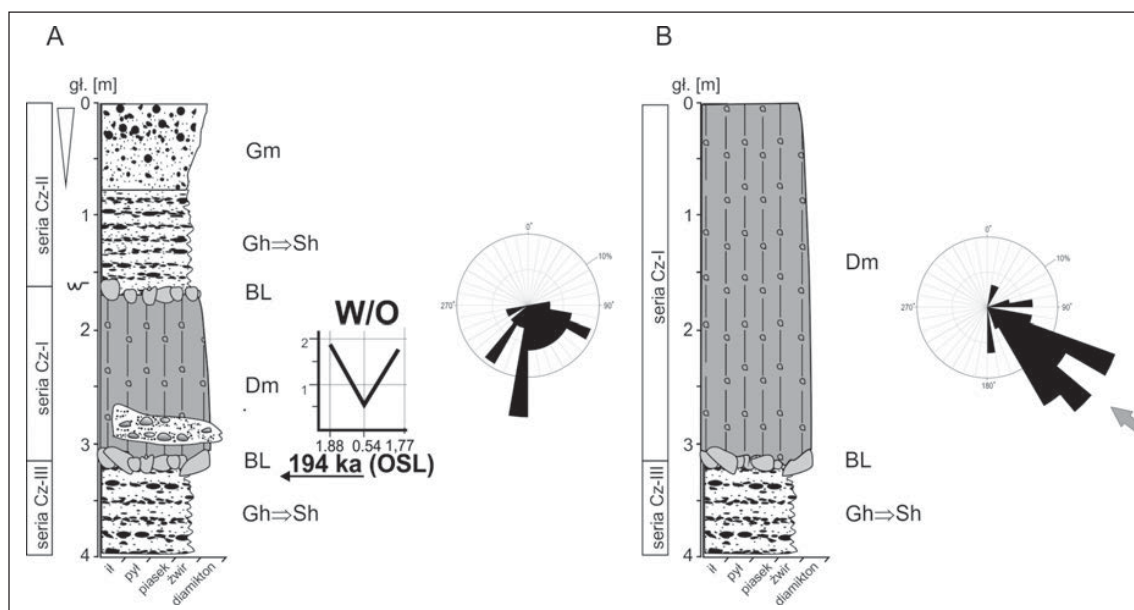 A
gł. [m]
0
1
2
3
4
seria Cz-II
seria Cz-I
seria Cz-III
Gm
Gh⇒Sh
BL
Dm
BL
Gh⇒Sh
W/O
2
1
1.88 0.54 1,77
194 ka (OSL)
0°
10%
90°
270°
ił
pył
piasek
żwir
diamikton
B
gł. [m]
0
1
2
3
4
seria Cz-I
seria Cz-III
Dm
BL
Gh⇒Sh
0°
10%
90°
270°
180°
ił
pył
piasek
żwir
diamikton